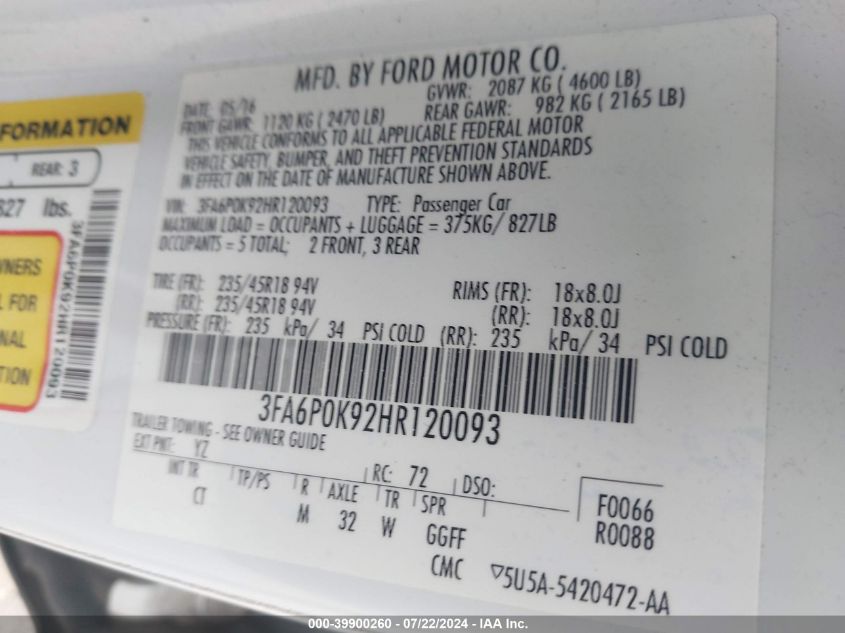 MFD. BY FORD MOTOR CO.
DATE: 05/16
GVWR: 2087 KG ( 4600 LB)
FRONT GAWR: 1120 KG ( 2470 LB)
REAR GAWR: 982 KG ( 2165 LB)
THIS VEHICLE CONFORMS TO ALL APPLICABLE FEDERAL MOTOR
VEHICLE SAFETY, BUMPER, AND THEFT PREVENTION STANDARDS
IN EFFECT ON THE DATE OF MANUFACTURE SHOWN ABOVE.
VIN: 3FA6P0K92HR120093 TYPE: Passenger Car
MAXIMUM LOAD = OCCUPANTS + LUGGAGE = 375KG/ 827LB
OCCUPANTS = 5 TOTAL; 2 FRONT, 3 REAR
TIRE (FR): 235/45R18 94V RIMS (FR): 18x8.0J
(RR): 235/45R18 94V (RR): 18x8.0J
PRESSURE (FR): 235 kPa/ 34 PSI COLD (RR): 235 kPa/ 34 PSI COLD
3FA6P0K92HR120093
TRAILER TOWING - SEE OWNER GUIDE
EXT PNT: YZ RC: 72 DSO:
INT TR TP/PS R AXLE TR SPR
CT M 32 W GGFF
F0066
R0088
CMC ▽5U5A-5420472-AA
FORMATION
REAR: 3
827 lbs.
WNERS
L FOR
NAL
TION
3FA6P0K92HR120093
000-39900260 - 07/22/2024 - IAA Inc.